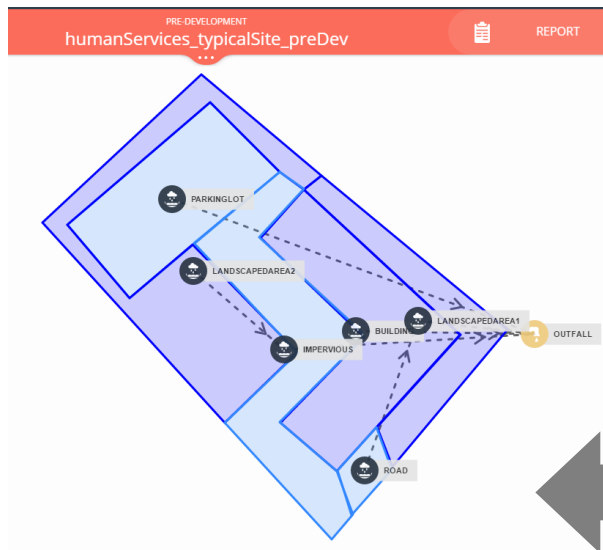 PRE-DEVELOPMENT
humanServices_typicalSite_preDev
REPORT
PARKINGLOT
LANDSCAPEDAREA2
LANDSCAPEDAREA1
BUILDING
OUTFALL
IMPERVIOUS
ROAD